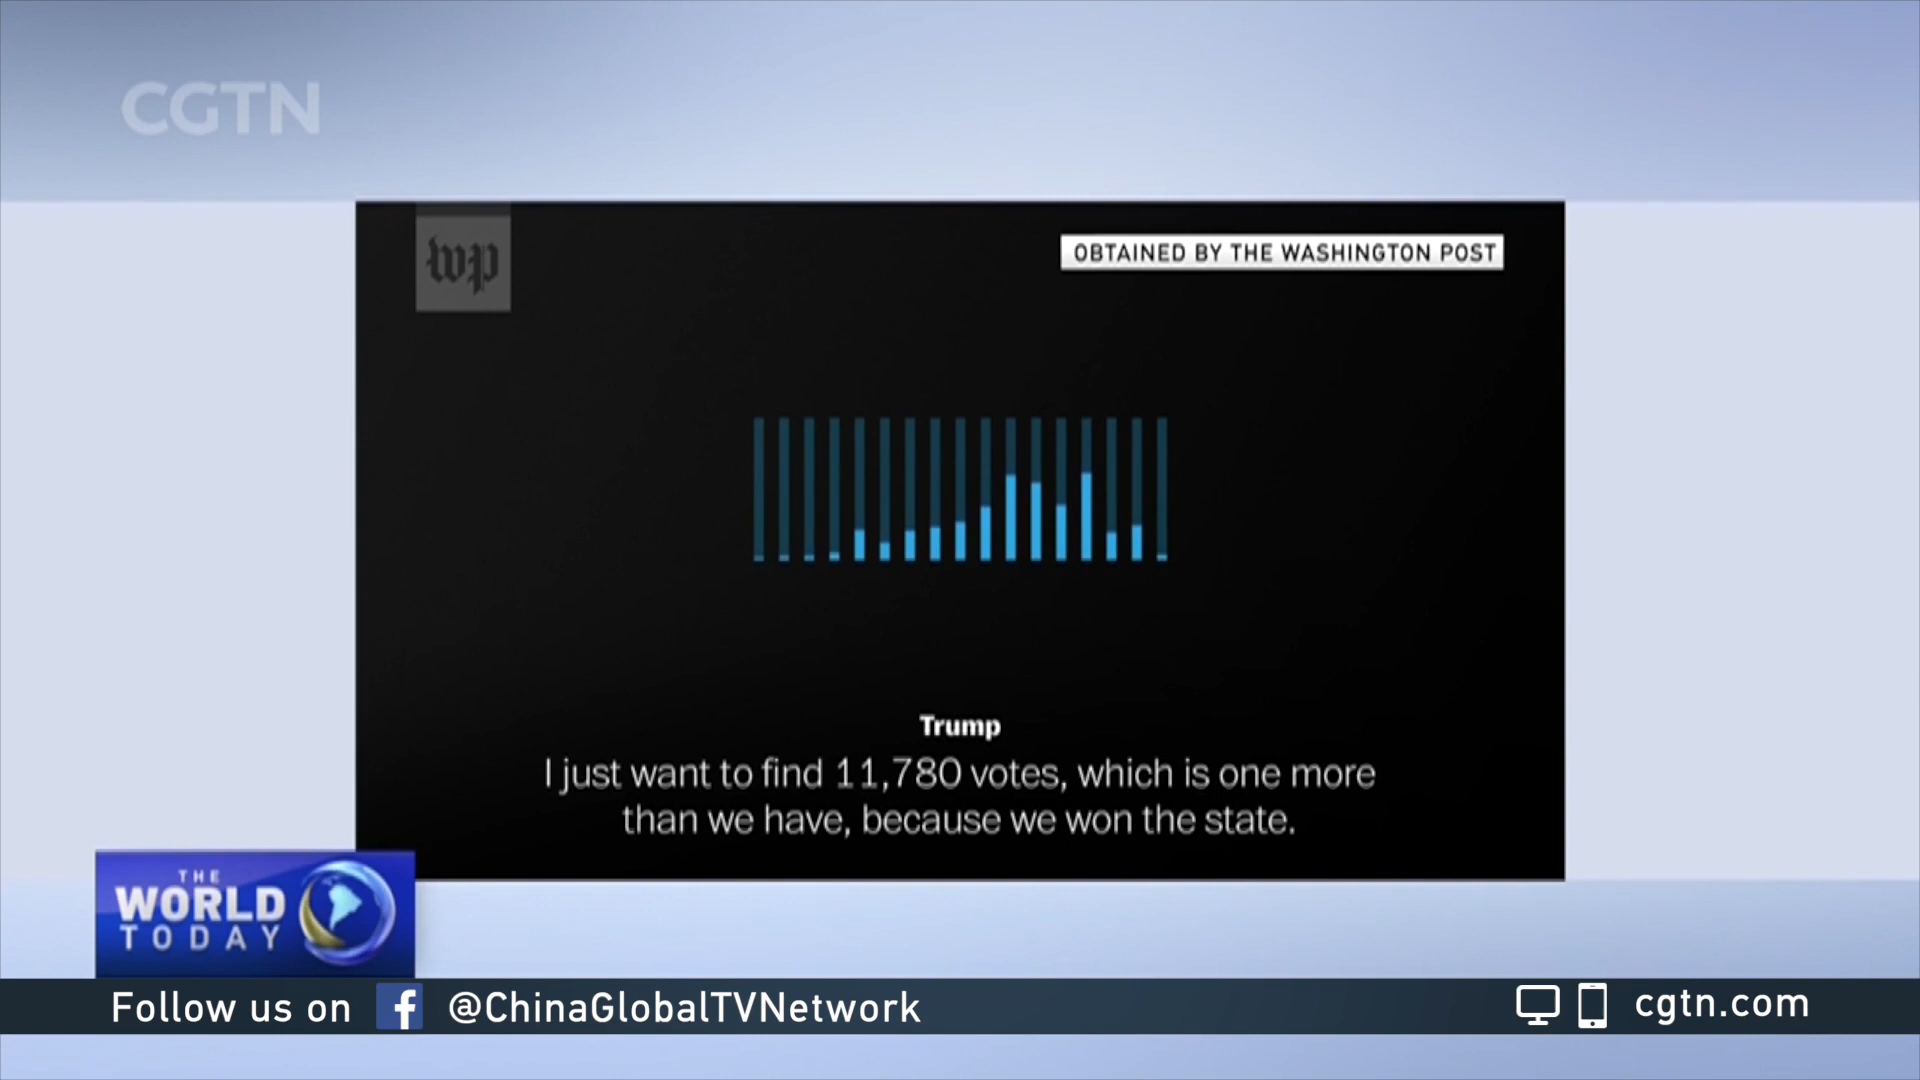 CGTN
wp
OBTAINED BY THE WASHINGTON POST
Trump
I just want to find 11,780 votes, which is one more
than we have, because we won the state.
THE
WORLD
TODAY
Follow us on f @ChinaGlobalTVNetwork
cgtn.com